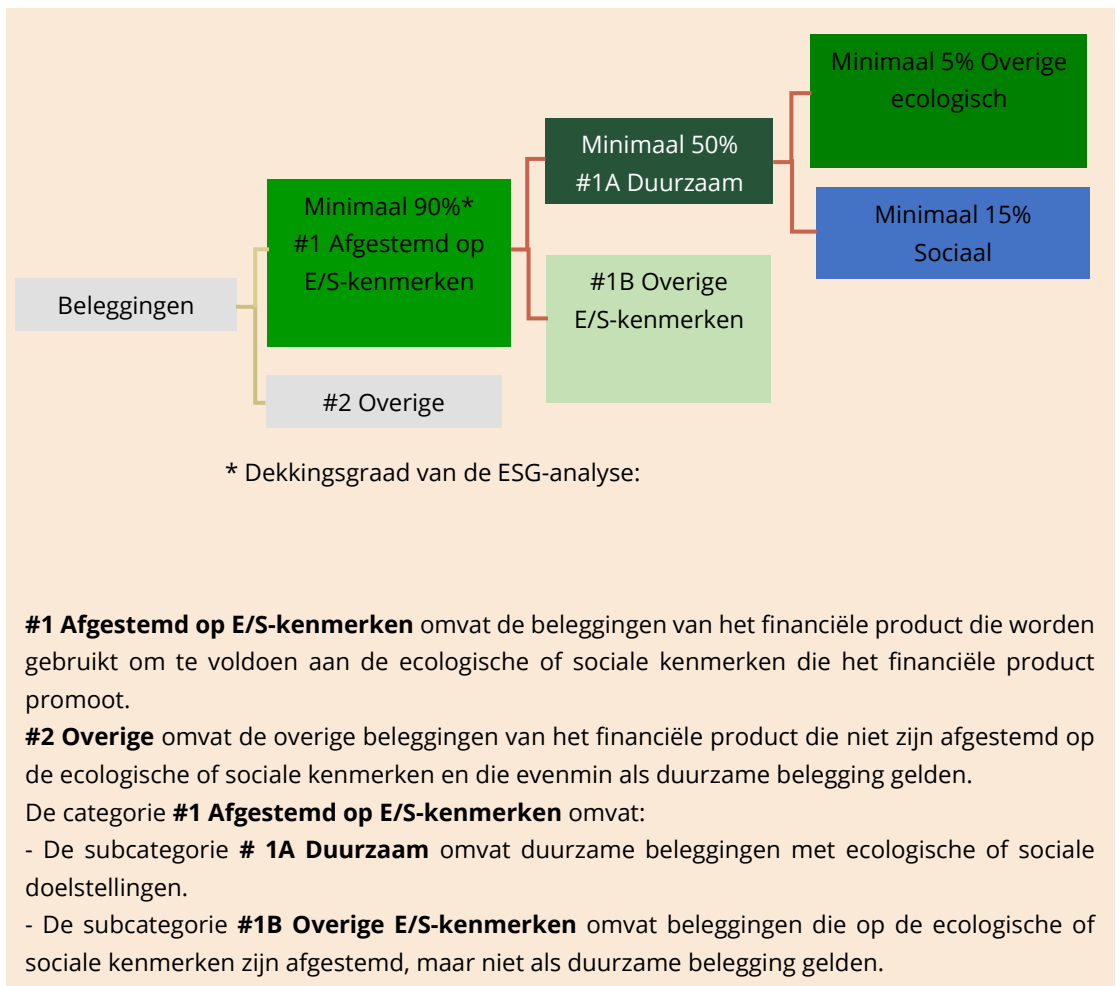 Minimaal 5% Overige
ecologisch
Minimaal 50%
#1A Duurzaam
Minimaal 90%*
#1 Afgestemd op
E/S-kenmerken
Minimaal 15%
Sociaal
#1B Overige
E/S-kenmerken
Beleggingen
#2 Overige
* Dekkingsgraad van de ESG-analyse:
#1 Afgestemd op E/S-kenmerken omvat de beleggingen van het financiële product die worden
gebruikt om te voldoen aan de ecologische of sociale kenmerken die het financiële product
promoot.
#2 Overige omvat de overige beleggingen van het financiële product die niet zijn afgestemd op
de ecologische of sociale kenmerken en die evenmin als duurzame belegging gelden.
De categorie #1 Afgestemd op E/S-kenmerken omvat:
- De subcategorie # 1A Duurzaam omvat duurzame beleggingen met ecologische of sociale
doelstellingen.
- De subcategorie #1B Overige E/S-kenmerken omvat beleggingen die op de ecologische of
sociale kenmerken zijn afgestemd, maar niet als duurzame belegging gelden.